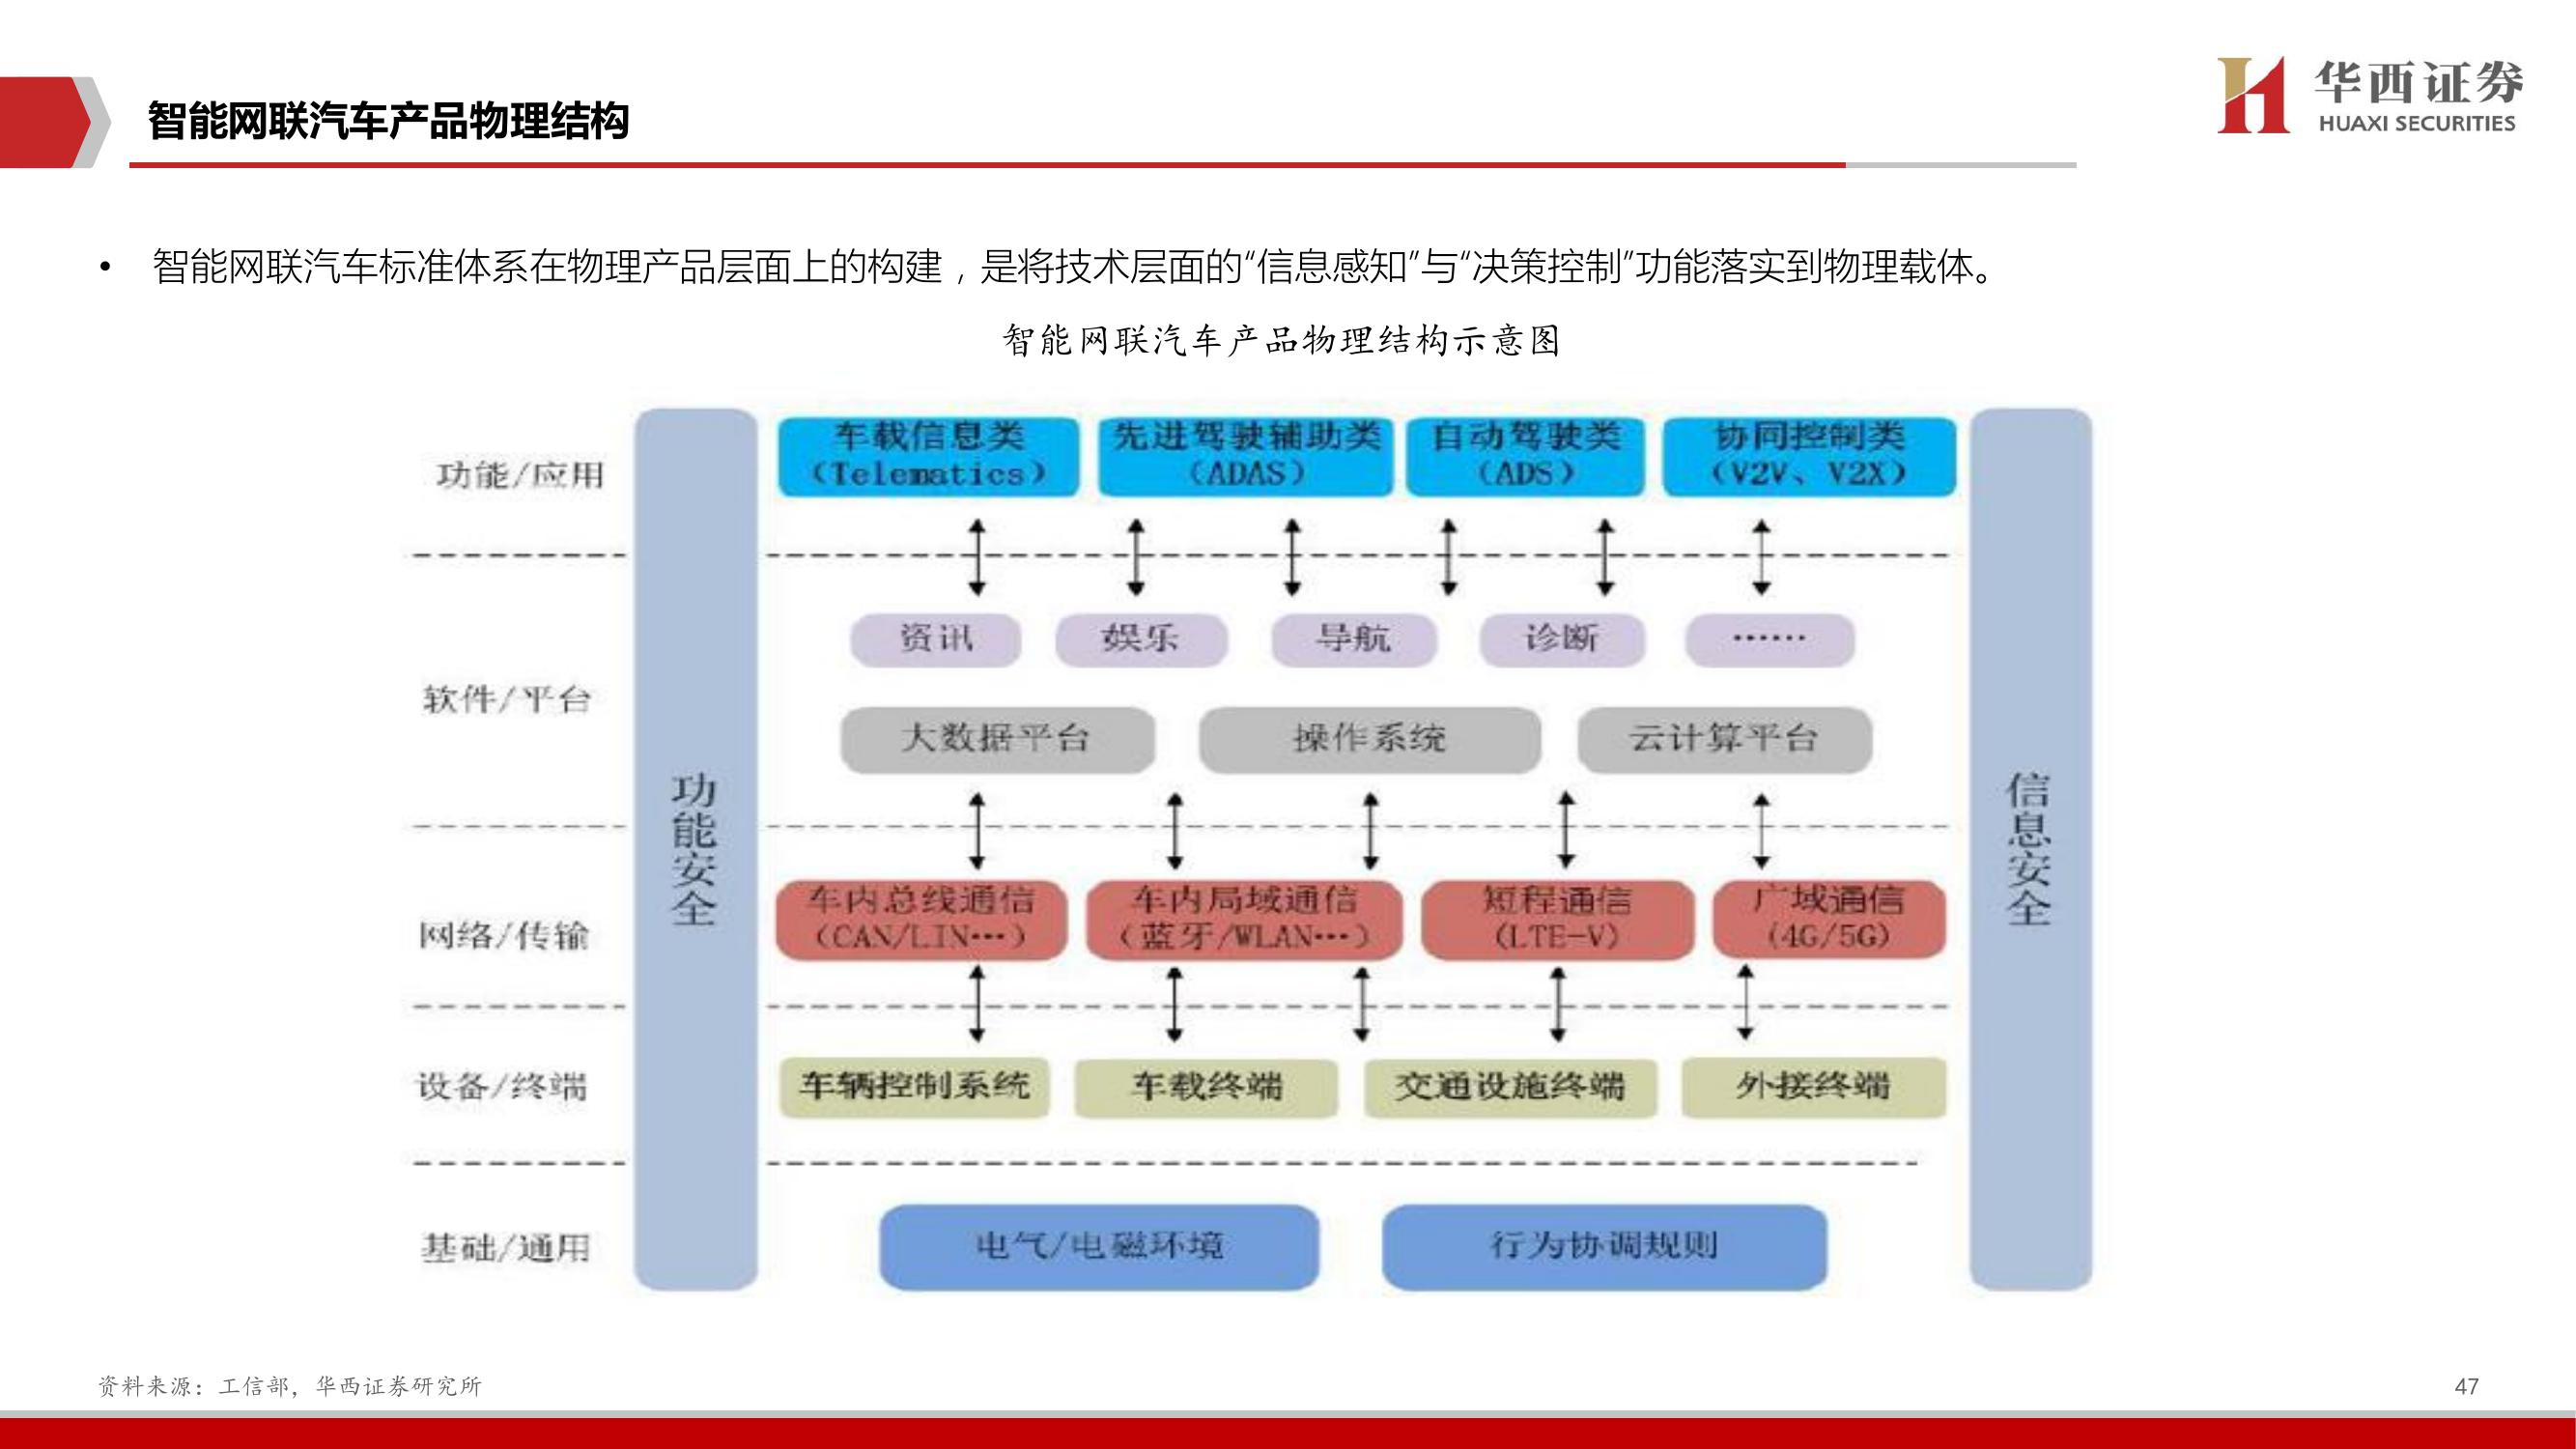 智能网联汽车产品物理结构
华西证券
HUAXI SECURITIES
• 智能网联汽车标准体系在物理产品层面上的构建，是将技术层面的“信息感知”与“决策控制”功能落实到物理载体。
智能网联汽车产品物理结构示意图
功能/应用
车载信息类
（Telematics）
先进驾驶辅助类
（ADAS）
自动驾驶类
（ADS）
协同控制类
（V2V、V2X）
软件/平台
资讯
娱乐
导航
诊断
……
大数据平台
操作系统
云计算平台
功能安全
信息安全
网络/传输
车内总线通信
（CAN/LIN…）
车内局域通信
（蓝牙/WLAN…）
短程通信
(LTE-V)
广域通信
(4G/5G)
设备/终端
车辆控制系统
车载终端
交通设施终端
外接终端
基础/通用
电气/电磁环境
行为协调规则
资料来源：工信部，华西证券研究所
47